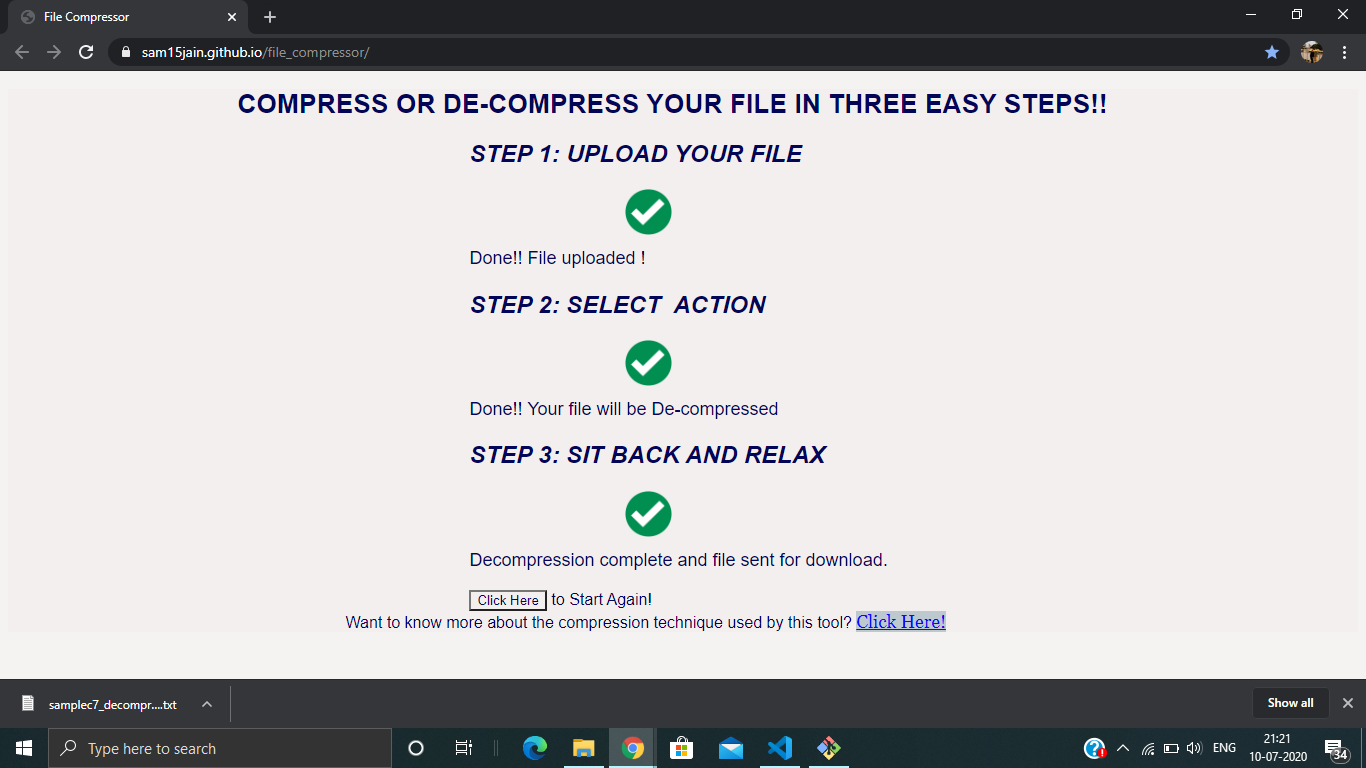 File Compressor
sam15jain.github.io/file_compressor/
COMPRESS OR DE-COMPRESS YOUR FILE IN THREE EASY STEPS!!
STEP 1: UPLOAD YOUR FILE
Done!! File uploaded !
STEP 2: SELECT  ACTION
Done!! Your file will be De-compressed
STEP 3: SIT BACK AND RELAX
Decompression complete and file sent for download.
Click Here to Start Again!
Want to know more about the compression technique used by this tool? Click Here!
samplec7_decompr....txt
Show all
Type here to search
ENG
21:21
10-07-2020
34